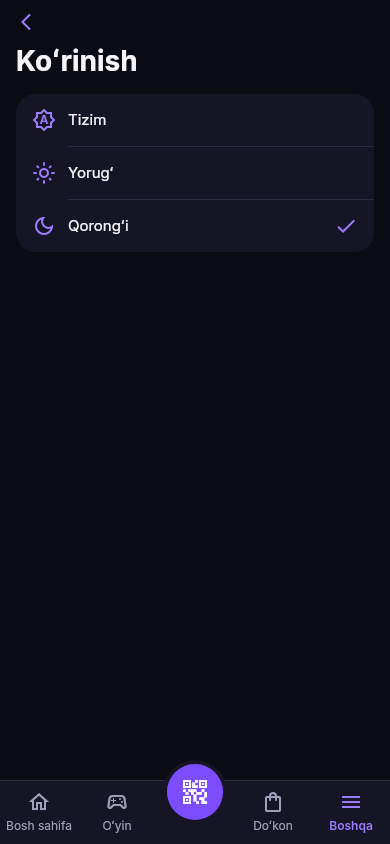 Koʻrinish
Tizim
Yorugʻ
Qorongʻi
Bosh sahifa
Oʻyin
Doʻkon
Boshqa